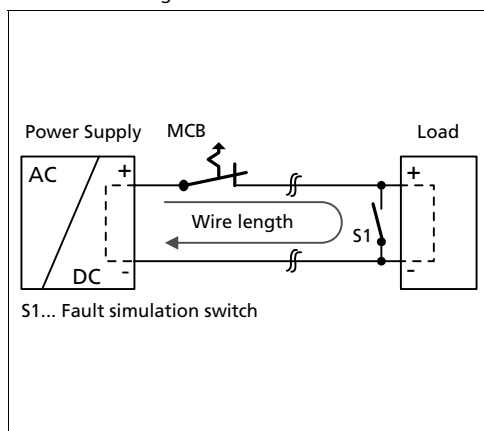 Power Supply
MCB
Load
AC
+
+
Wire length
S1
DC
-
-
S1... Fault simulation switch